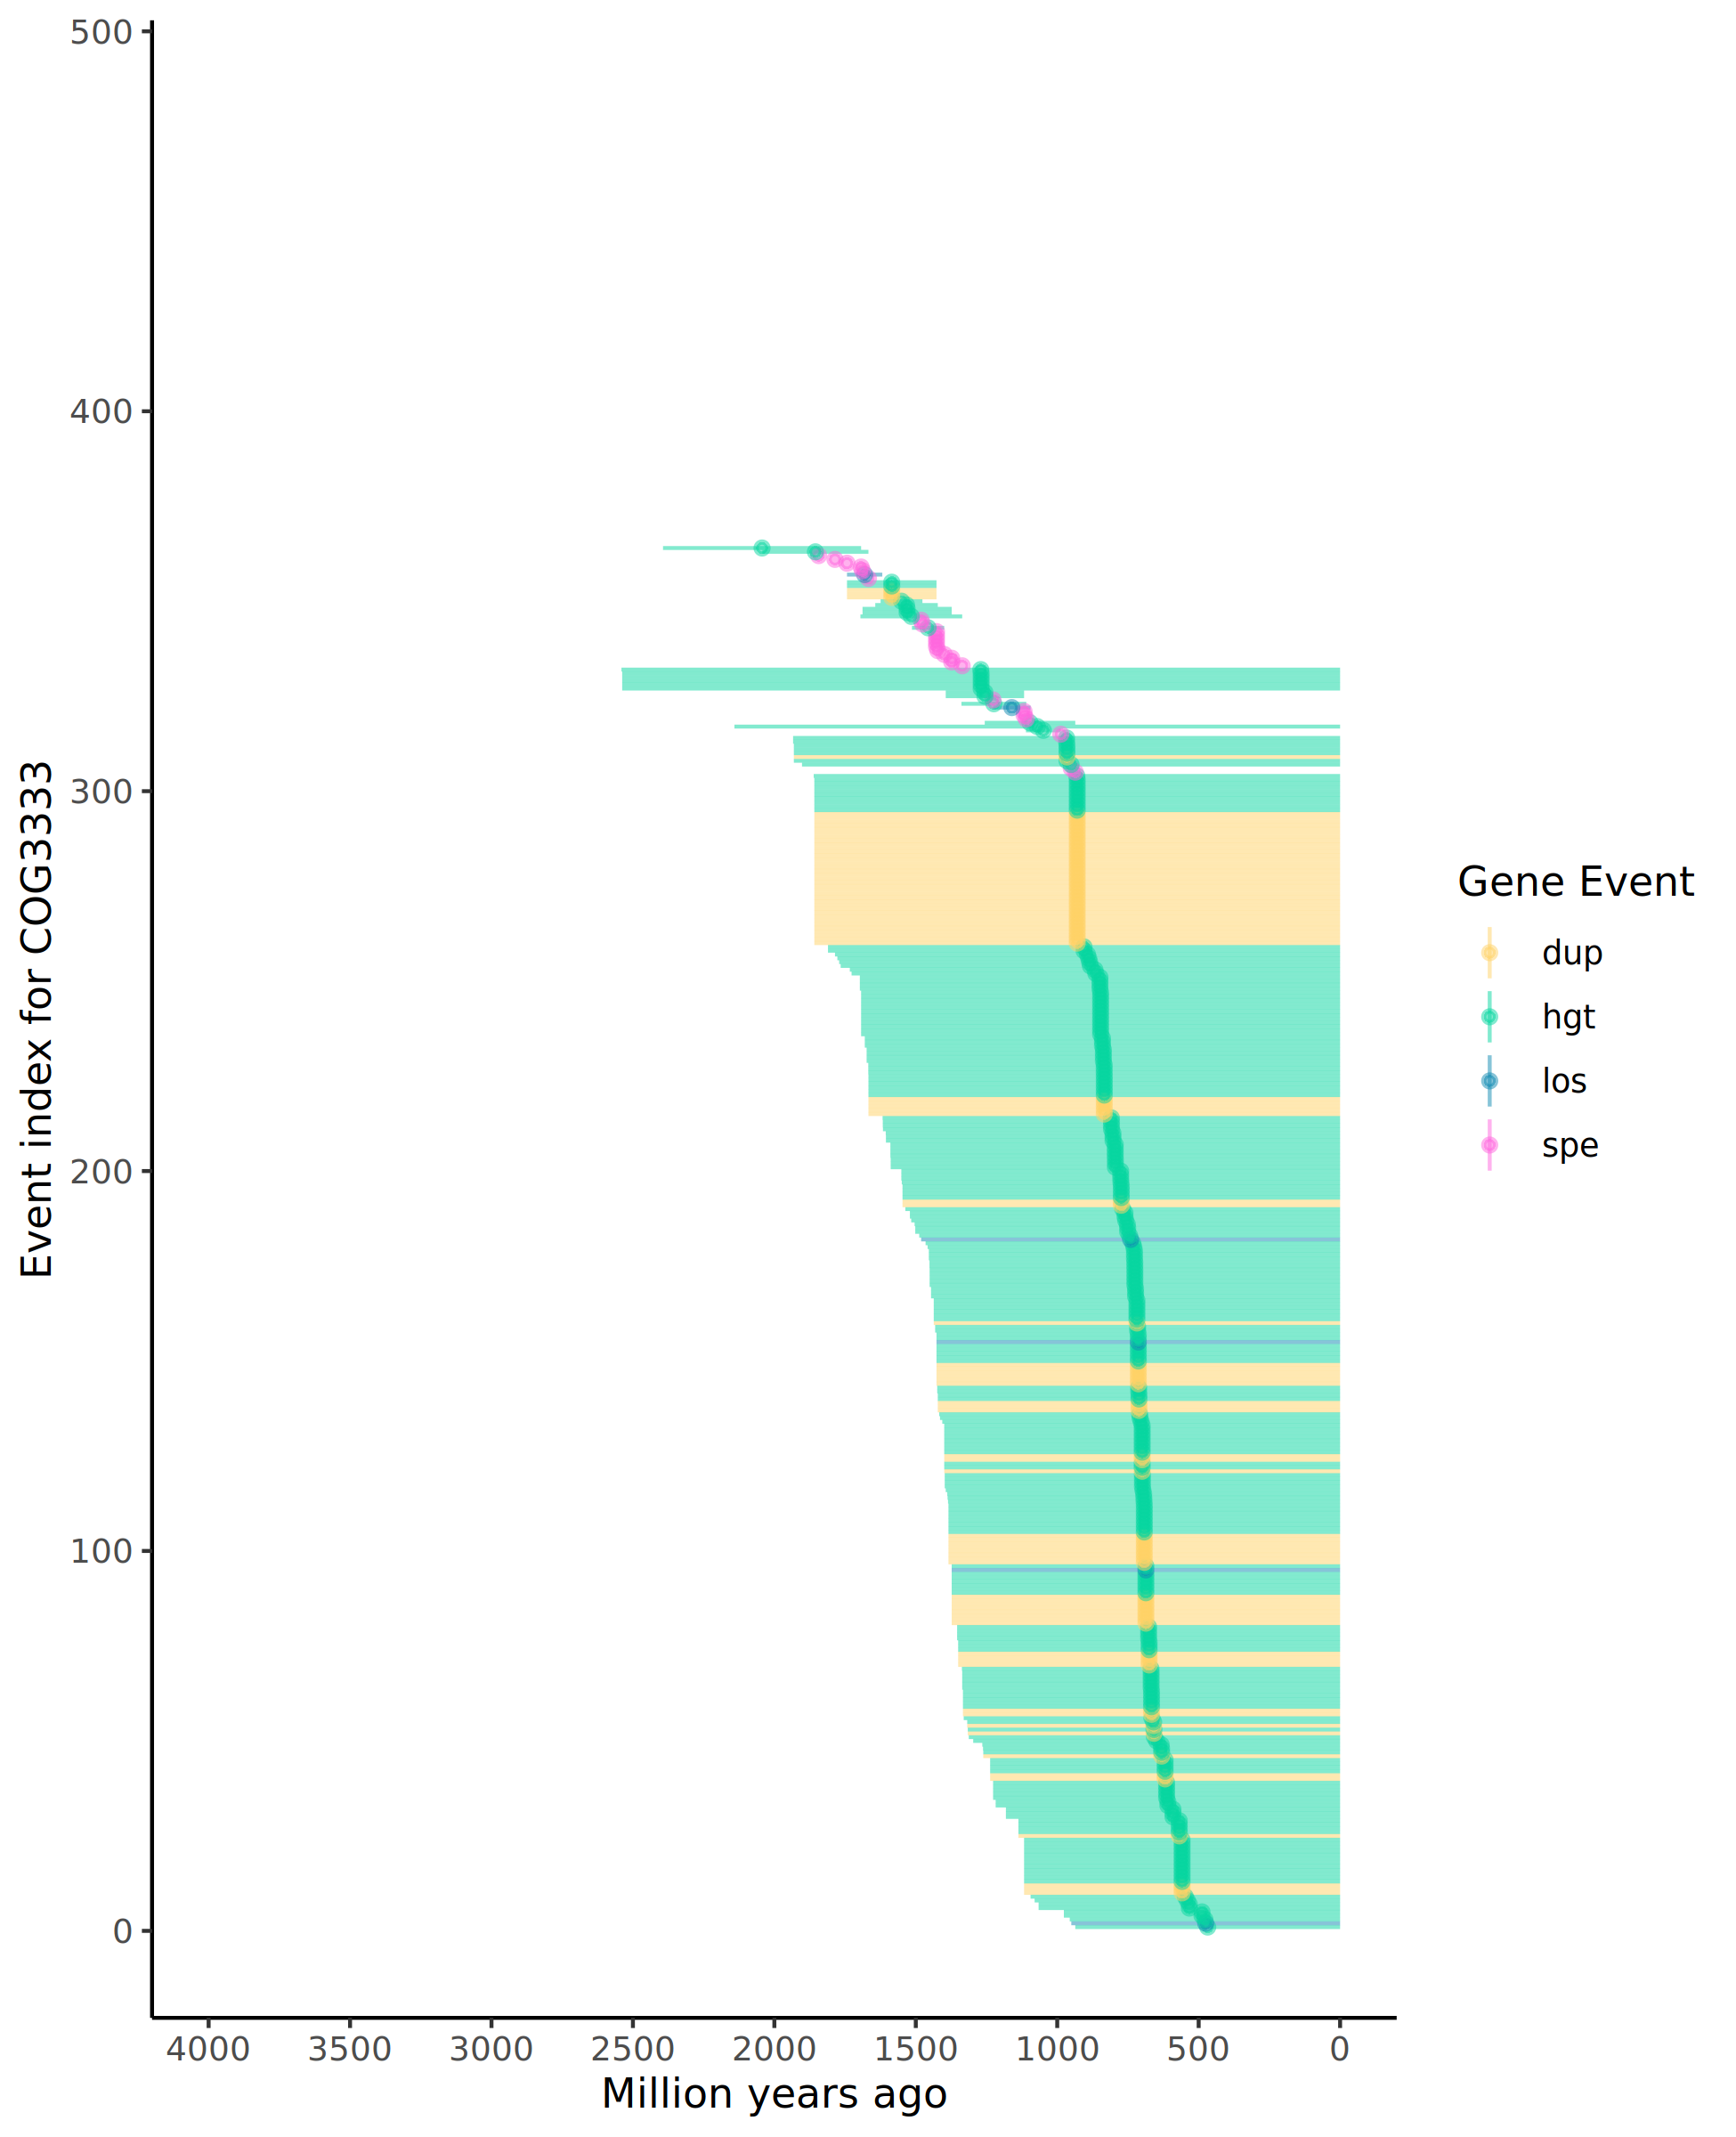 500
400
300
200
100
0
Event index for COG3333
4000 3500 3000 2500 2000 1500 1000 500 0
Million years ago
Gene Event
dup
hgt
los
spe